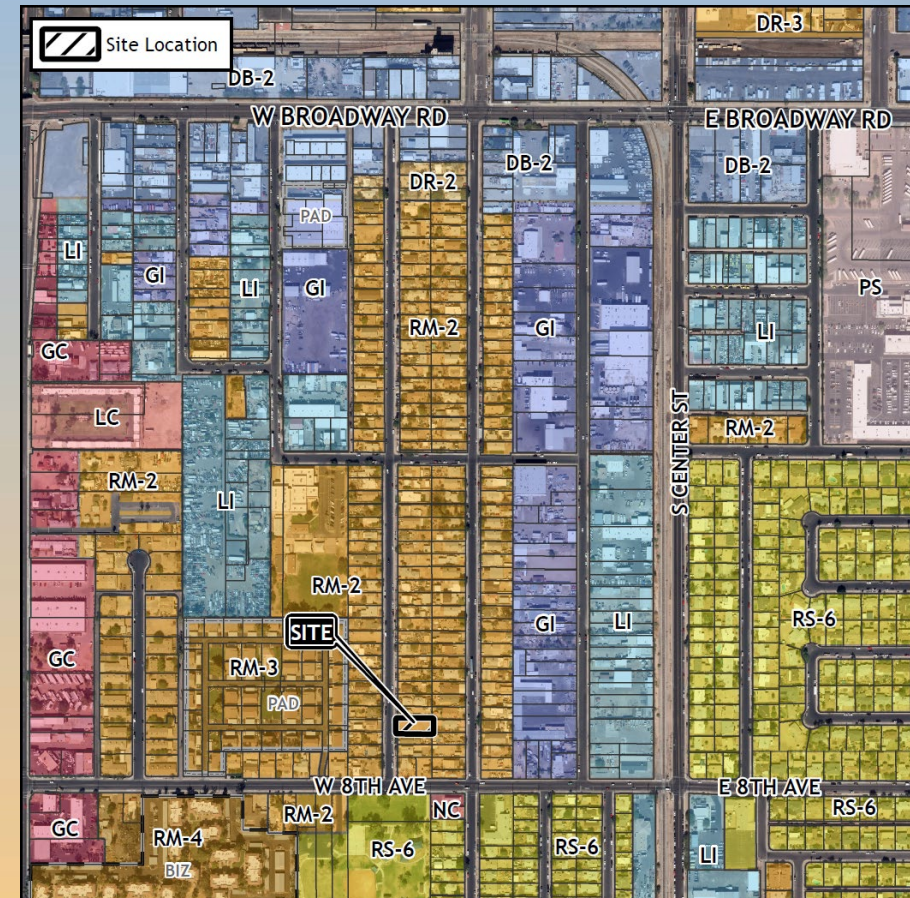 Site Location
DR-3
DB-2
W BROADWAY RD
E BROADWAY RD
DB-2
DB-2
DR-2
PAD
LI
GI
LI
GI
PS
RM-2
GI
LI
GC
LC
RM-2
S CENTER ST
RM-2
LI
RM-2
RS-6
GI
LI
SITE
GC
RM-3
PAD
W 8TH AVE
E 8TH AVE
RM-2
NC
RS-6
GC
RM-4
RS-6
RS-6
LI
BIZ